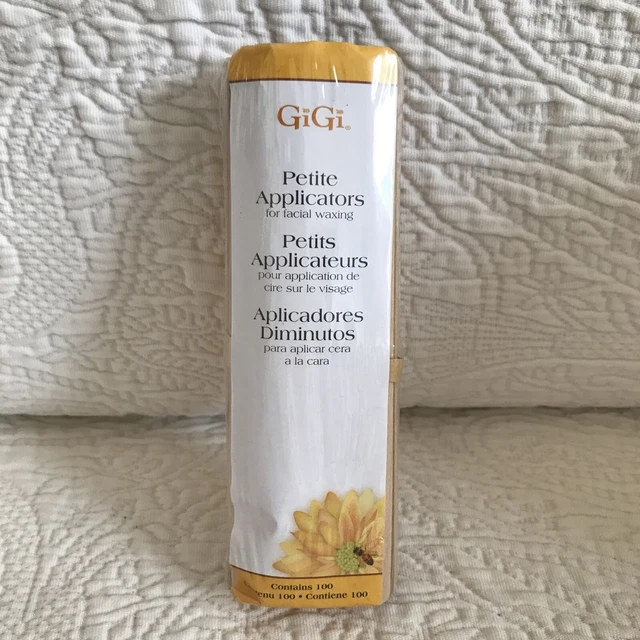 GiGi®
Petite
Applicators
for facial waxing
Petits
Applicateurs
pour application de
cire sur le visage
Aplicadores
Diminutos
para aplicar cera
a la cara
Contains 100
100 • Contiene 100